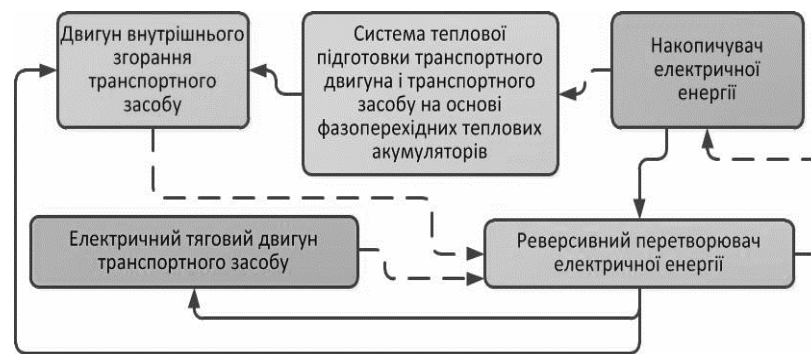 Двигун внутрішнього
згорання
транспортного
засобу
Система теплової
підготовки транспортного
двигуна і транспортного
засобу на основі
фазоперехідних теплових
акумуляторів
Накопичувач
електричної
енергії
Електричний тяговий двигун
транспортного засобу
Реверсивний перетворювач
електричної енергії